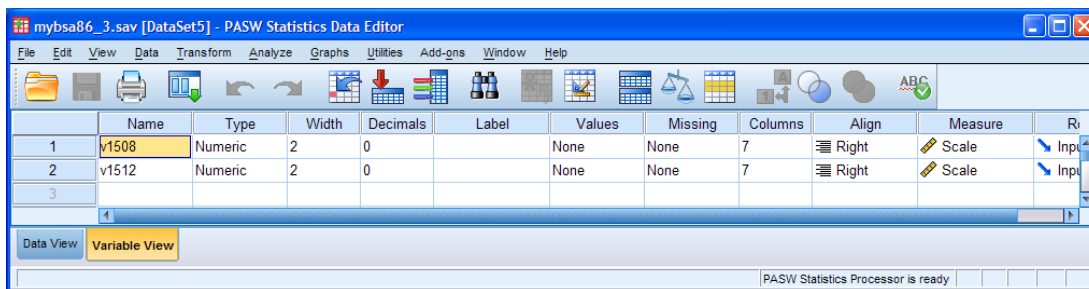 mybsa86_3.sav [DataSet5] - PASW Statistics Data Editor
File Edit View Data Transform Analyze Graphs Utilities Add-ons Window Help
A
1 4
ABC
Name Type Width Decimals Label Values Missing Columns Align Measure
1 v1508 Numeric 2 0 None None 7 Right Scale
2 v1512 Numeric 2 0 None None 7 Right Scale
3
Data View Variable View
PASW Statistics Processor is ready